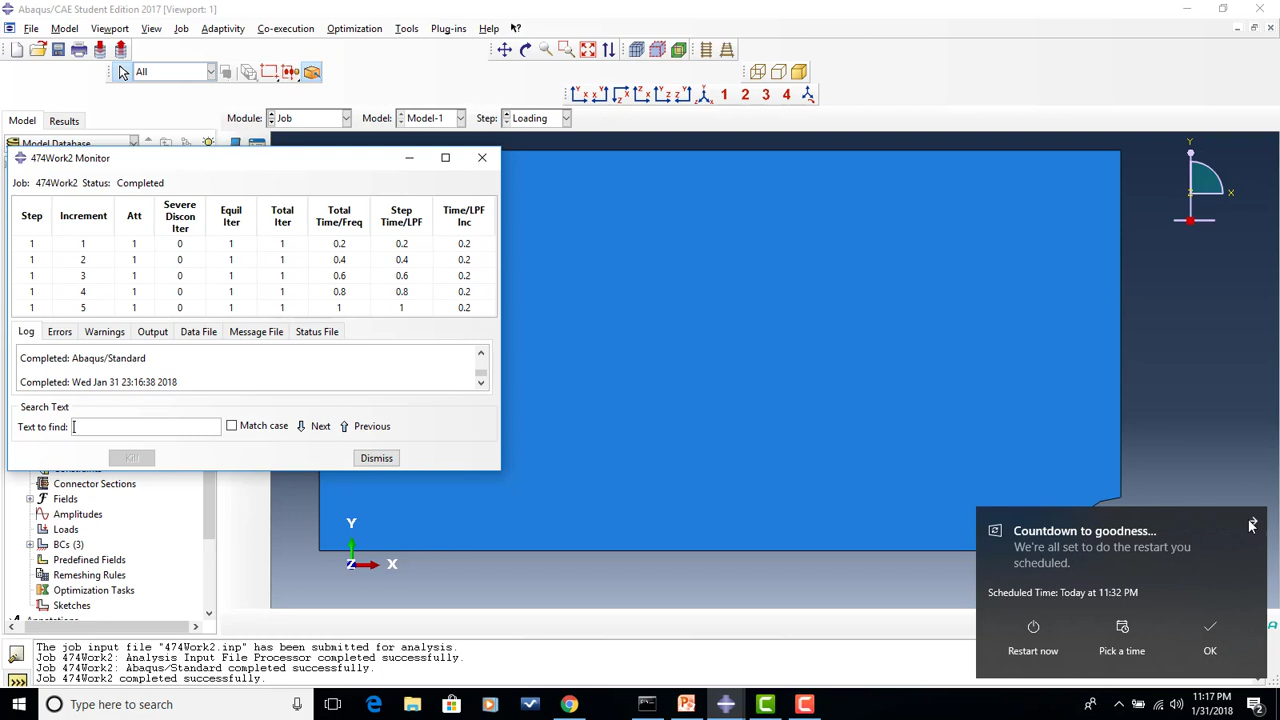 Abaqus/CAE Student Edition 2017 [Viewport: 1]
File Model Viewport View Job Adaptivity Co-execution Optimization Tools Plug-ins Help
All
1 2 3 4
Model Results
Module: Job Model: Model-1 Step: Loading
Model Database
474Work2 Monitor
Job: 474Work2 Status: Completed
Step Increment Att Severe Discon Iter Equil Iter Total Iter Total Time/Freq Step Time/LPF Time/LPF Inc
1 1 1 0 1 1 0.2 0.2 0.2
1 2 1 0 1 1 0.4 0.4 0.2
1 3 1 0 1 1 0.6 0.6 0.2
1 4 1 0 1 1 0.8 0.8 0.2
1 5 1 0 1 1 1 1 0.2
Log Errors Warnings Output Data File Message File Status File
Completed: Abaqus/Standard
Completed: Wed Jan 31 23:16:38 2018
Search Text
Text to find: Match case Next Previous
Kill Dismiss
Constraints
Connector Sections
Fields
Amplitudes
Loads
BCs (3)
Predefined Fields
Remeshing Rules
Optimization Tasks
Sketches
Y
X
Z
Y
Z X
Countdown to goodness...
We're all set to do the restart you
scheduled.
Scheduled Time: Today at 11:32 PM
Restart now Pick a time OK
The job input file "474Work2.inp" has been submitted for analysis.
Job 474Work2: Analysis Input File Processor completed successfully.
Job 474Work2: Abaqus/Standard completed successfully.
Job 474Work2 completed successfully.
Type here to search
11:17 PM
1/31/2018
2